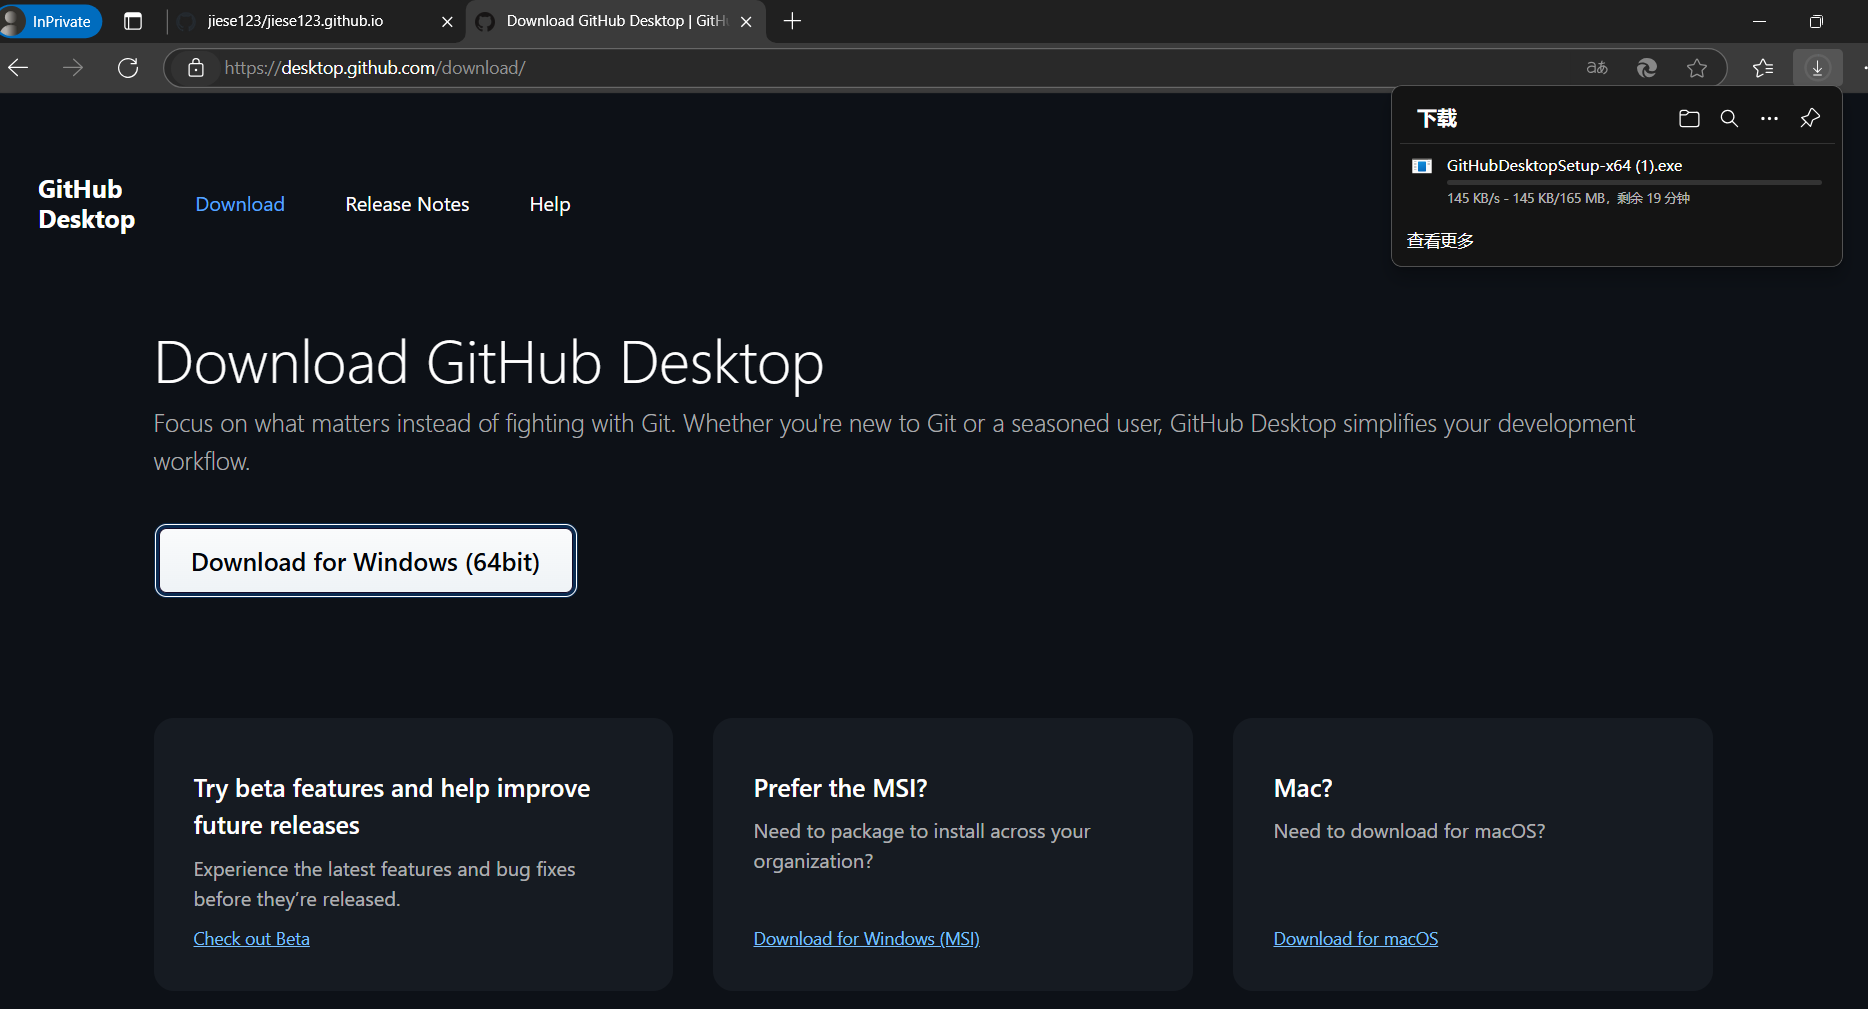 InPrivate
jiese123/jiese123.github.io
Download GitHub Desktop | GitH
https://desktop.github.com/download/
aあ
下载
GitHubDesktopSetup-x64 (1).exe
145 KB/s - 145 KB/165 MB，剩余 19 分钟
查看更多
GitHub
Desktop
Download
Release Notes
Help
Download GitHub Desktop
Focus on what matters instead of fighting with Git. Whether you're new to Git or a seasoned user, GitHub Desktop simplifies your development
workflow.
Download for Windows (64bit)
Try beta features and help improve
future releases
Experience the latest features and bug fixes
before they’re released.
Check out Beta
Prefer the MSI?
Need to package to install across your
organization?
Download for Windows (MSI)
Mac?
Need to download for macOS?
Download for macOS